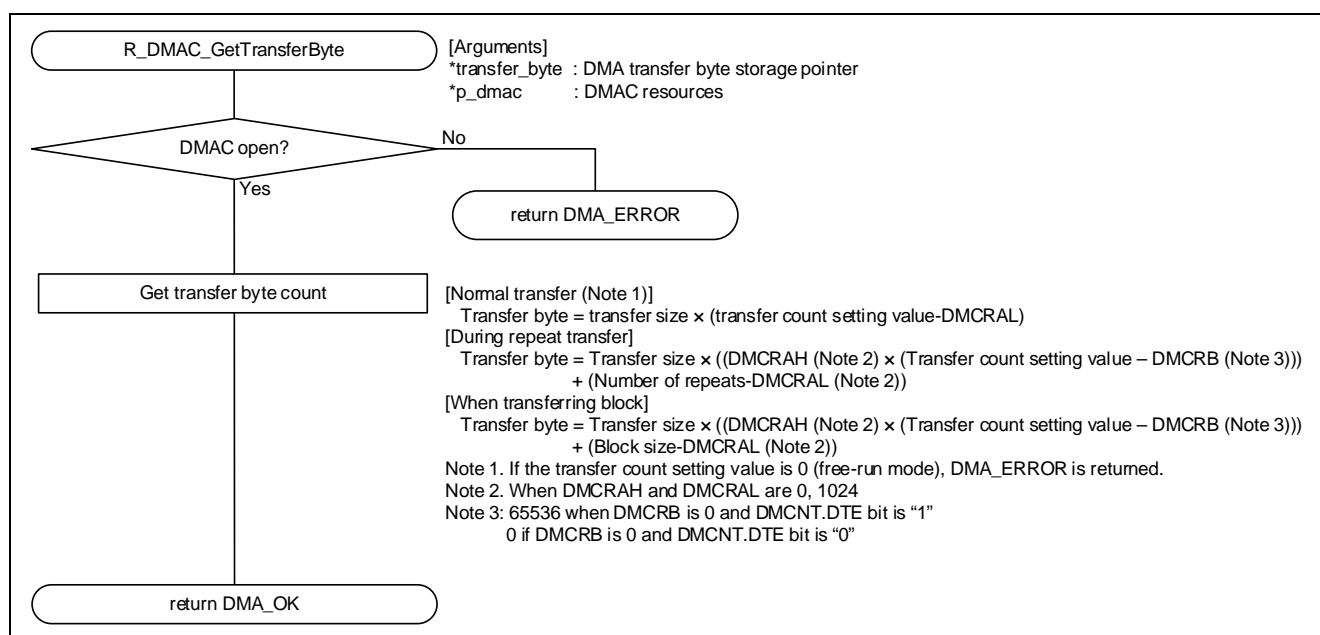 R_DMAC_GetTransferByte
[Arguments]
*transfer_byte : DMA transfer byte storage pointer
*p_dmac : DMAC resources
DMAC open?
No
Yes
return DMA_ERROR
Get transfer byte count
[Normal transfer (Note 1)]
Transfer byte = transfer size × (transfer count setting value-DMCRAL)
[During repeat transfer]
Transfer byte = Transfer size × ((DMCRAH (Note 2) × (Transfer count setting value – DMCRB (Note 3)))
+ (Number of repeats-DMCRAL (Note 2))
[When transferring block]
Transfer byte = Transfer size × ((DMCRAH (Note 2) × (Transfer count setting value – DMCRB (Note 3)))
+ (Block size-DMCRAL (Note 2))
Note 1. If the transfer count setting value is 0 (free-run mode), DMA_ERROR is returned.
Note 2. When DMCRAH and DMCRAL are 0, 1024
Note 3: 65536 when DMCRB is 0 and DMCNT.DTE bit is “1”
0 if DMCRB is 0 and DMCNT.DTE bit is “0”
return DMA_OK